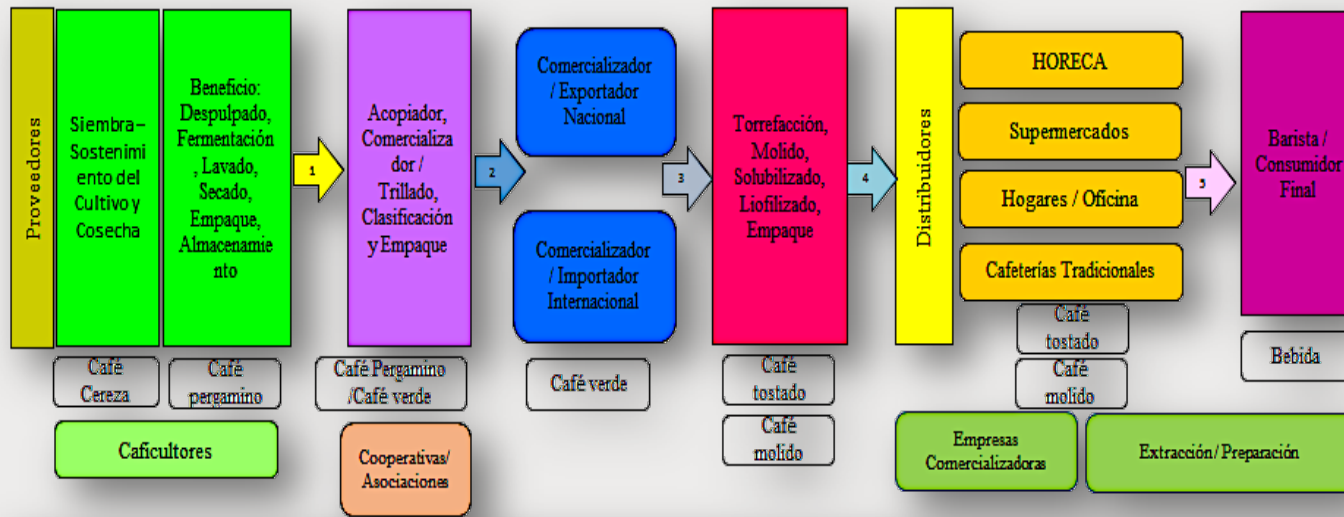 Proveedores
Siembra–
Sostenimi
ento del
Cultivo y
Cosecha
Beneficio:
Despulpado,
Fermentación
, Lavado,
Secado,
Empaque,
Almacenamie
nto
1
Acopiador,
Comercializa
dor /
Trillado,
Clasificación
y Empaque
2
Comercializador
/ Exportador
Nacional
Comercializador
/ Importador
Internacional
3
Torrefacción,
Molido,
Solubilizado,
Liofilizado,
Empaque
4
Distribuidores
HORECA
Supermercados
Hogares / Oficina
Cafeterías Tradicionales
5
Barista /
Consumidor
Final
Café
Cereza
Café
pergamino
Café Pergamino
/Café verde
Café verde
Café
tostado
Café
molido
Café
tostado
Café
molido
Bebida
Caficultores
Cooperativas/
Asociaciones
Empresas
Comercializadoras
Extracción / Preparación